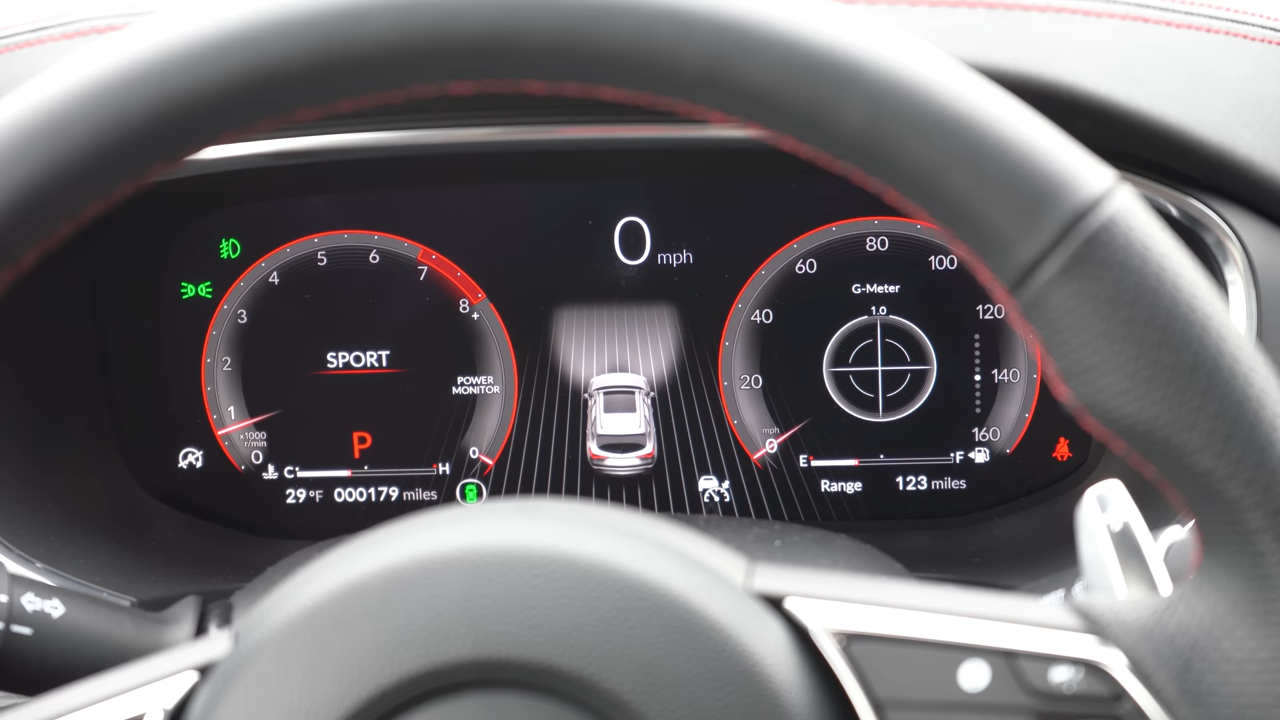 0 mph
5
6
4
7
3
8
+
2
1
x1000
r/min
0
SPORT
POWER
MONITOR
P
0
C
H
29 °F 000179 miles
80
60
100
G-Meter
1.0
40
120
20
140
mph
0
160
E
F
Range 123 miles